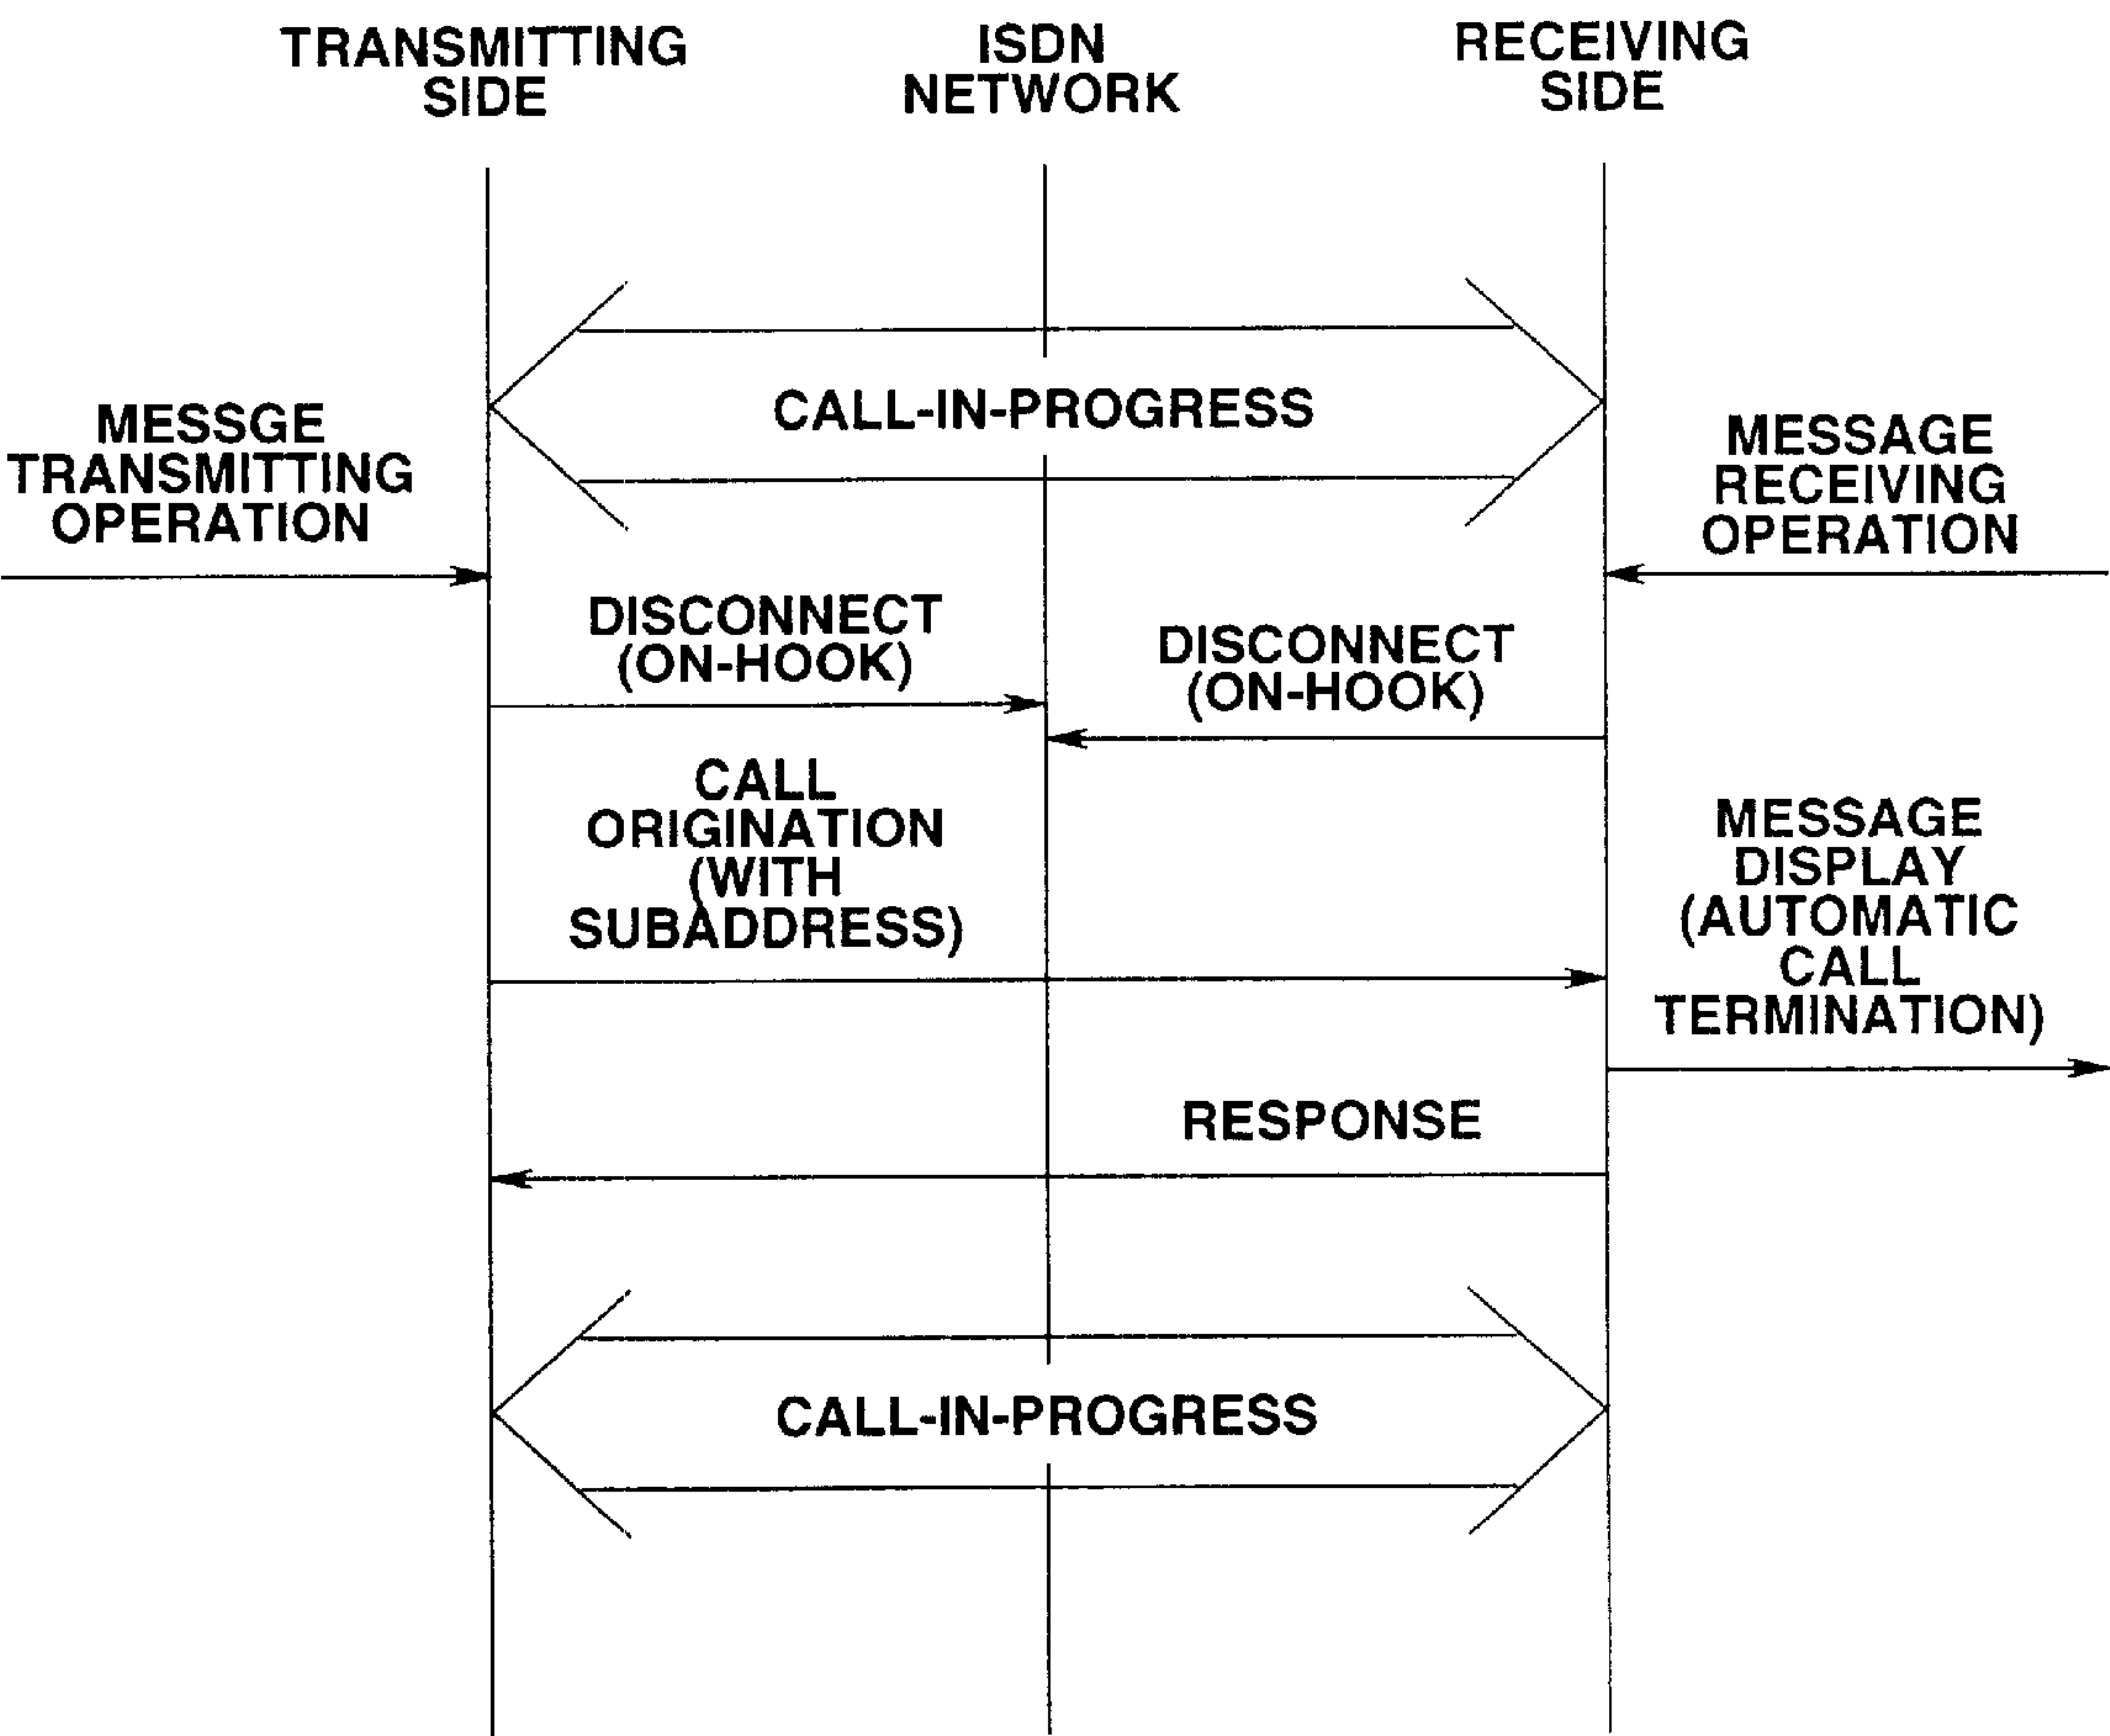 TRANSMITTING
SIDE
ISDN
NETWORK
RECEIVING
SIDE
CALL-IN-PROGRESS
MESSGE
TRANSMITTING
OPERATION
MESSAGE
RECEIVING
OPERATION
DISCONNECT
(ON-HOOK)
DISCONNECT
(ON-HOOK)
CALL
ORIGINATION
(WITH
SUBADDRESS)
MESSAGE
DISPLAY
(AUTOMATIC
CALL
TERMINATION)
RESPONSE
CALL-IN-PROGRESS